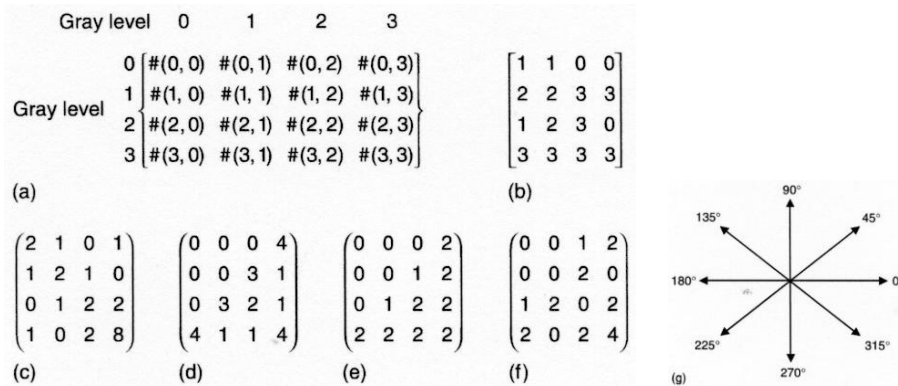 Gray level 0 1 2 3
0 #(0, 0) #(0, 1) #(0, 2) #(0, 3)
Gray level 1 #(1, 0) #(1, 1) #(1, 2) #(1, 3)
2 #(2, 0) #(2, 1) #(2, 2) #(2, 3)
3 #(3, 0) #(3, 1) #(3, 2) #(3, 3)
(a)
1 1 0 0
2 2 3 3
1 2 3 0
3 3 3 3
(b)
2 1 0 1
1 2 1 0
0 1 2 2
1 0 2 8
(c)
0 0 0 4
0 0 3 1
0 3 2 1
4 1 1 4
(d)
0 0 0 2
0 0 1 2
0 1 2 2
2 2 2 2
(e)
0 0 1 2
0 0 2 0
1 2 0 2
2 0 2 4
(f)
90°
135° 45°
180° 0
225° 315°
270°
(g)